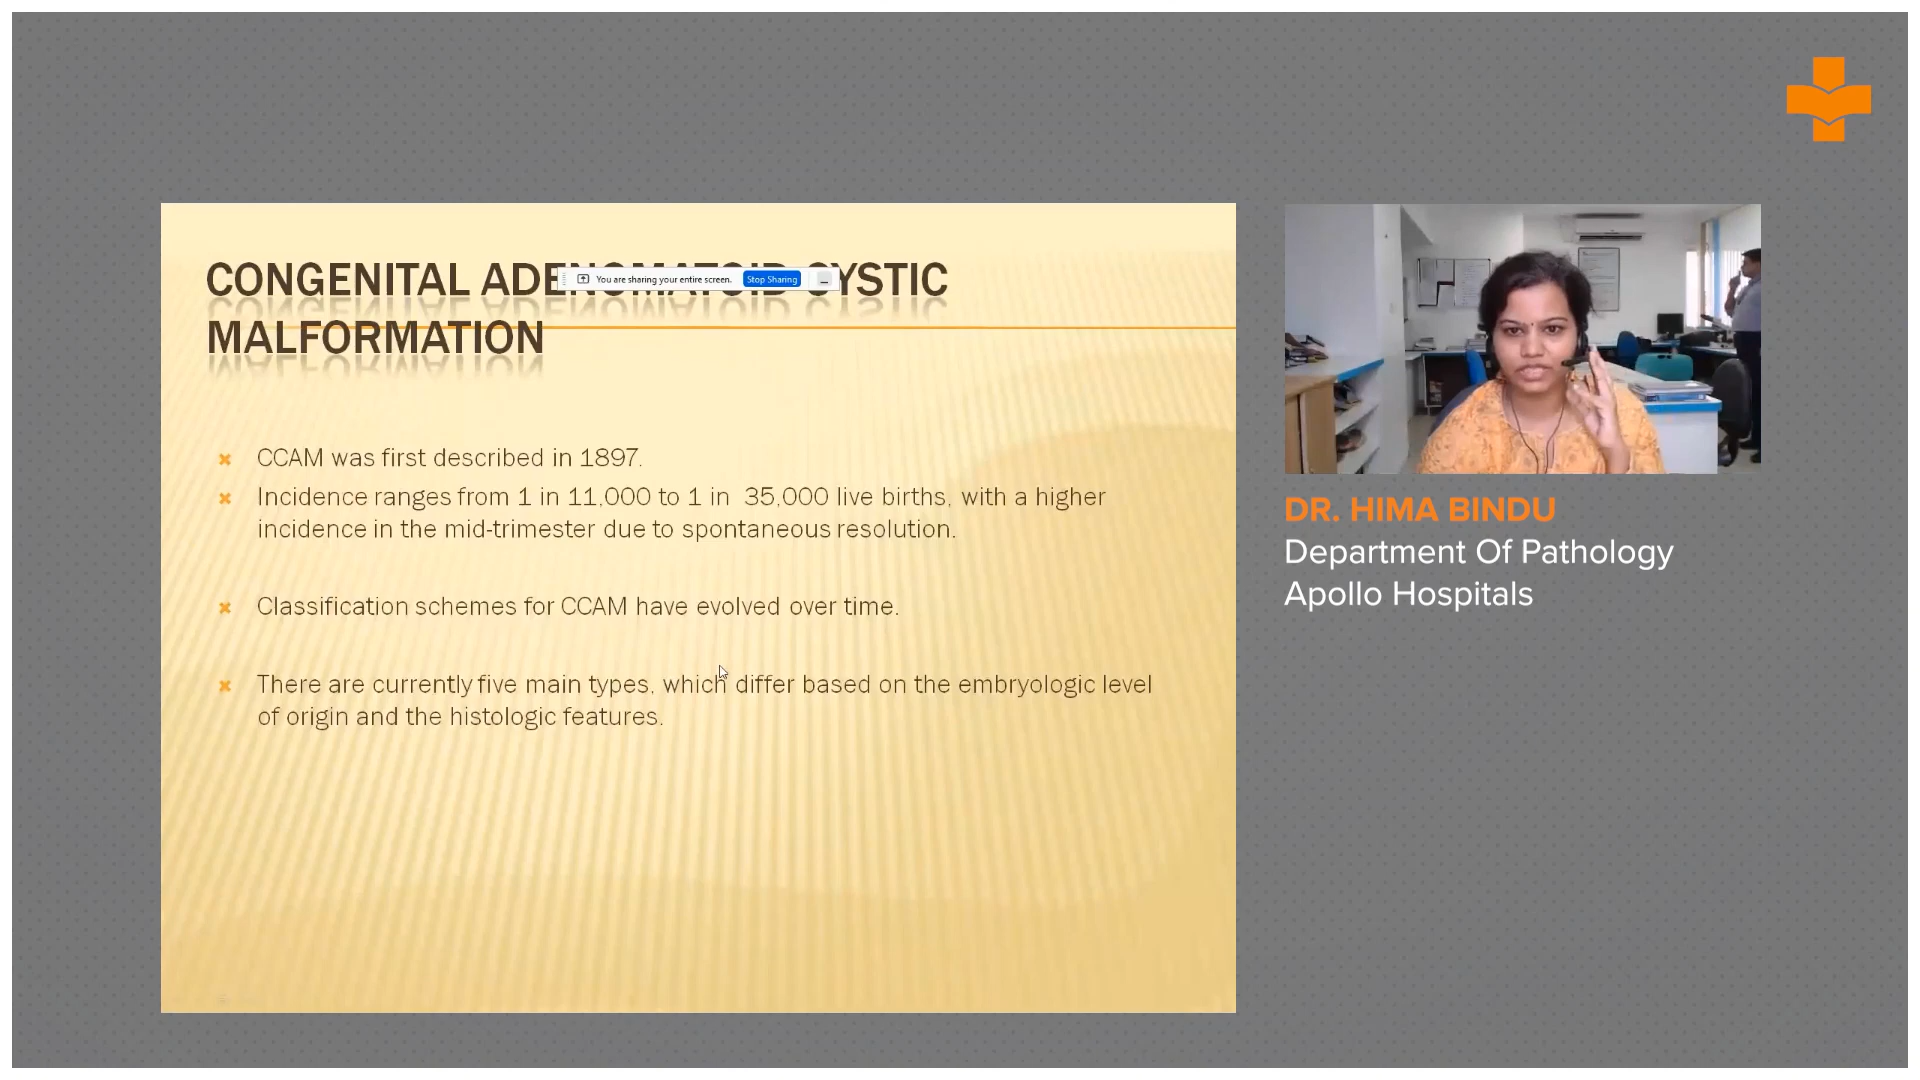 CONGENITAL ADENOMATOID CYSTIC
MALFORMATION
You are sharing your entire screen. Stop Sharing
CCAM was first described in 1897.
Incidence ranges from 1 in 11,000 to 1 in 35,000 live births, with a higher
incidence in the mid-trimester due to spontaneous resolution.
Classification schemes for CCAM have evolved over time.
There are currently five main types, which differ based on the embryologic level
of origin and the histologic features.
DR. HIMA BINDU
Department Of Pathology
Apollo Hospitals